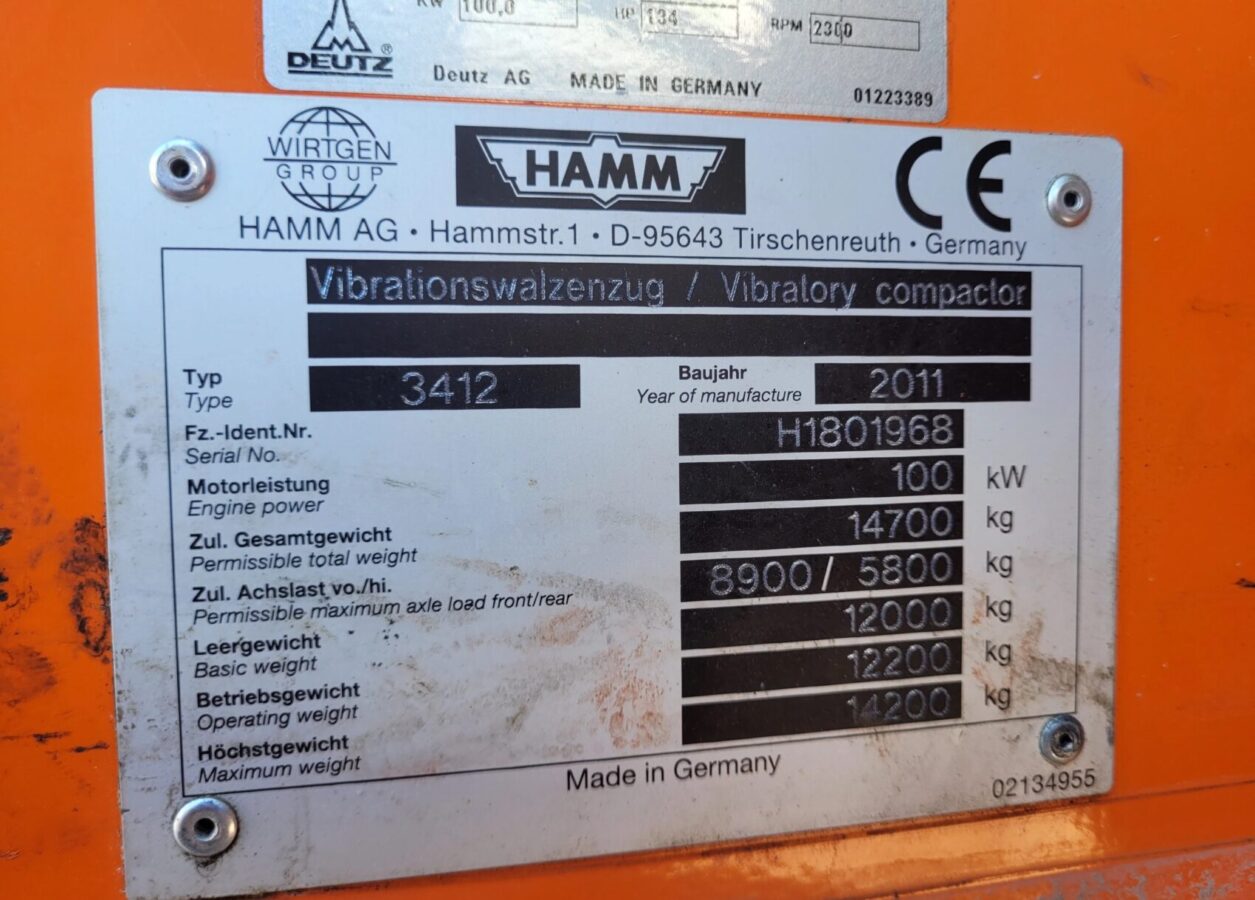 KW 100,0 HP 134 RPM 2300
DEUTZ ®
Deutz AG MADE IN GERMANY 01223389
WIRTGEN
GROUP
HAMM
CE
HAMM AG · Hammstr.1 · D-95643 Tirschenreuth · Germany
Vibrationswalzenzug / Vibratory compactor
Typ 3412 Baujahr 2011
Type Year of manufacture
Fz.-Ident.Nr. H1801968
Serial No.
Motorleistung 100 kW
Engine power
Zul. Gesamtgewicht 14700 kg
Permissible total weight
Zul. Achslast vo./hi. 8900 / 5800 kg
Permissible maximum axle load front/rear
Leergewicht 12000 kg
Basic weight
Betriebsgewicht 12200 kg
Operating weight
Höchstgewicht 14200 kg
Maximum weight
Made in Germany
02134955